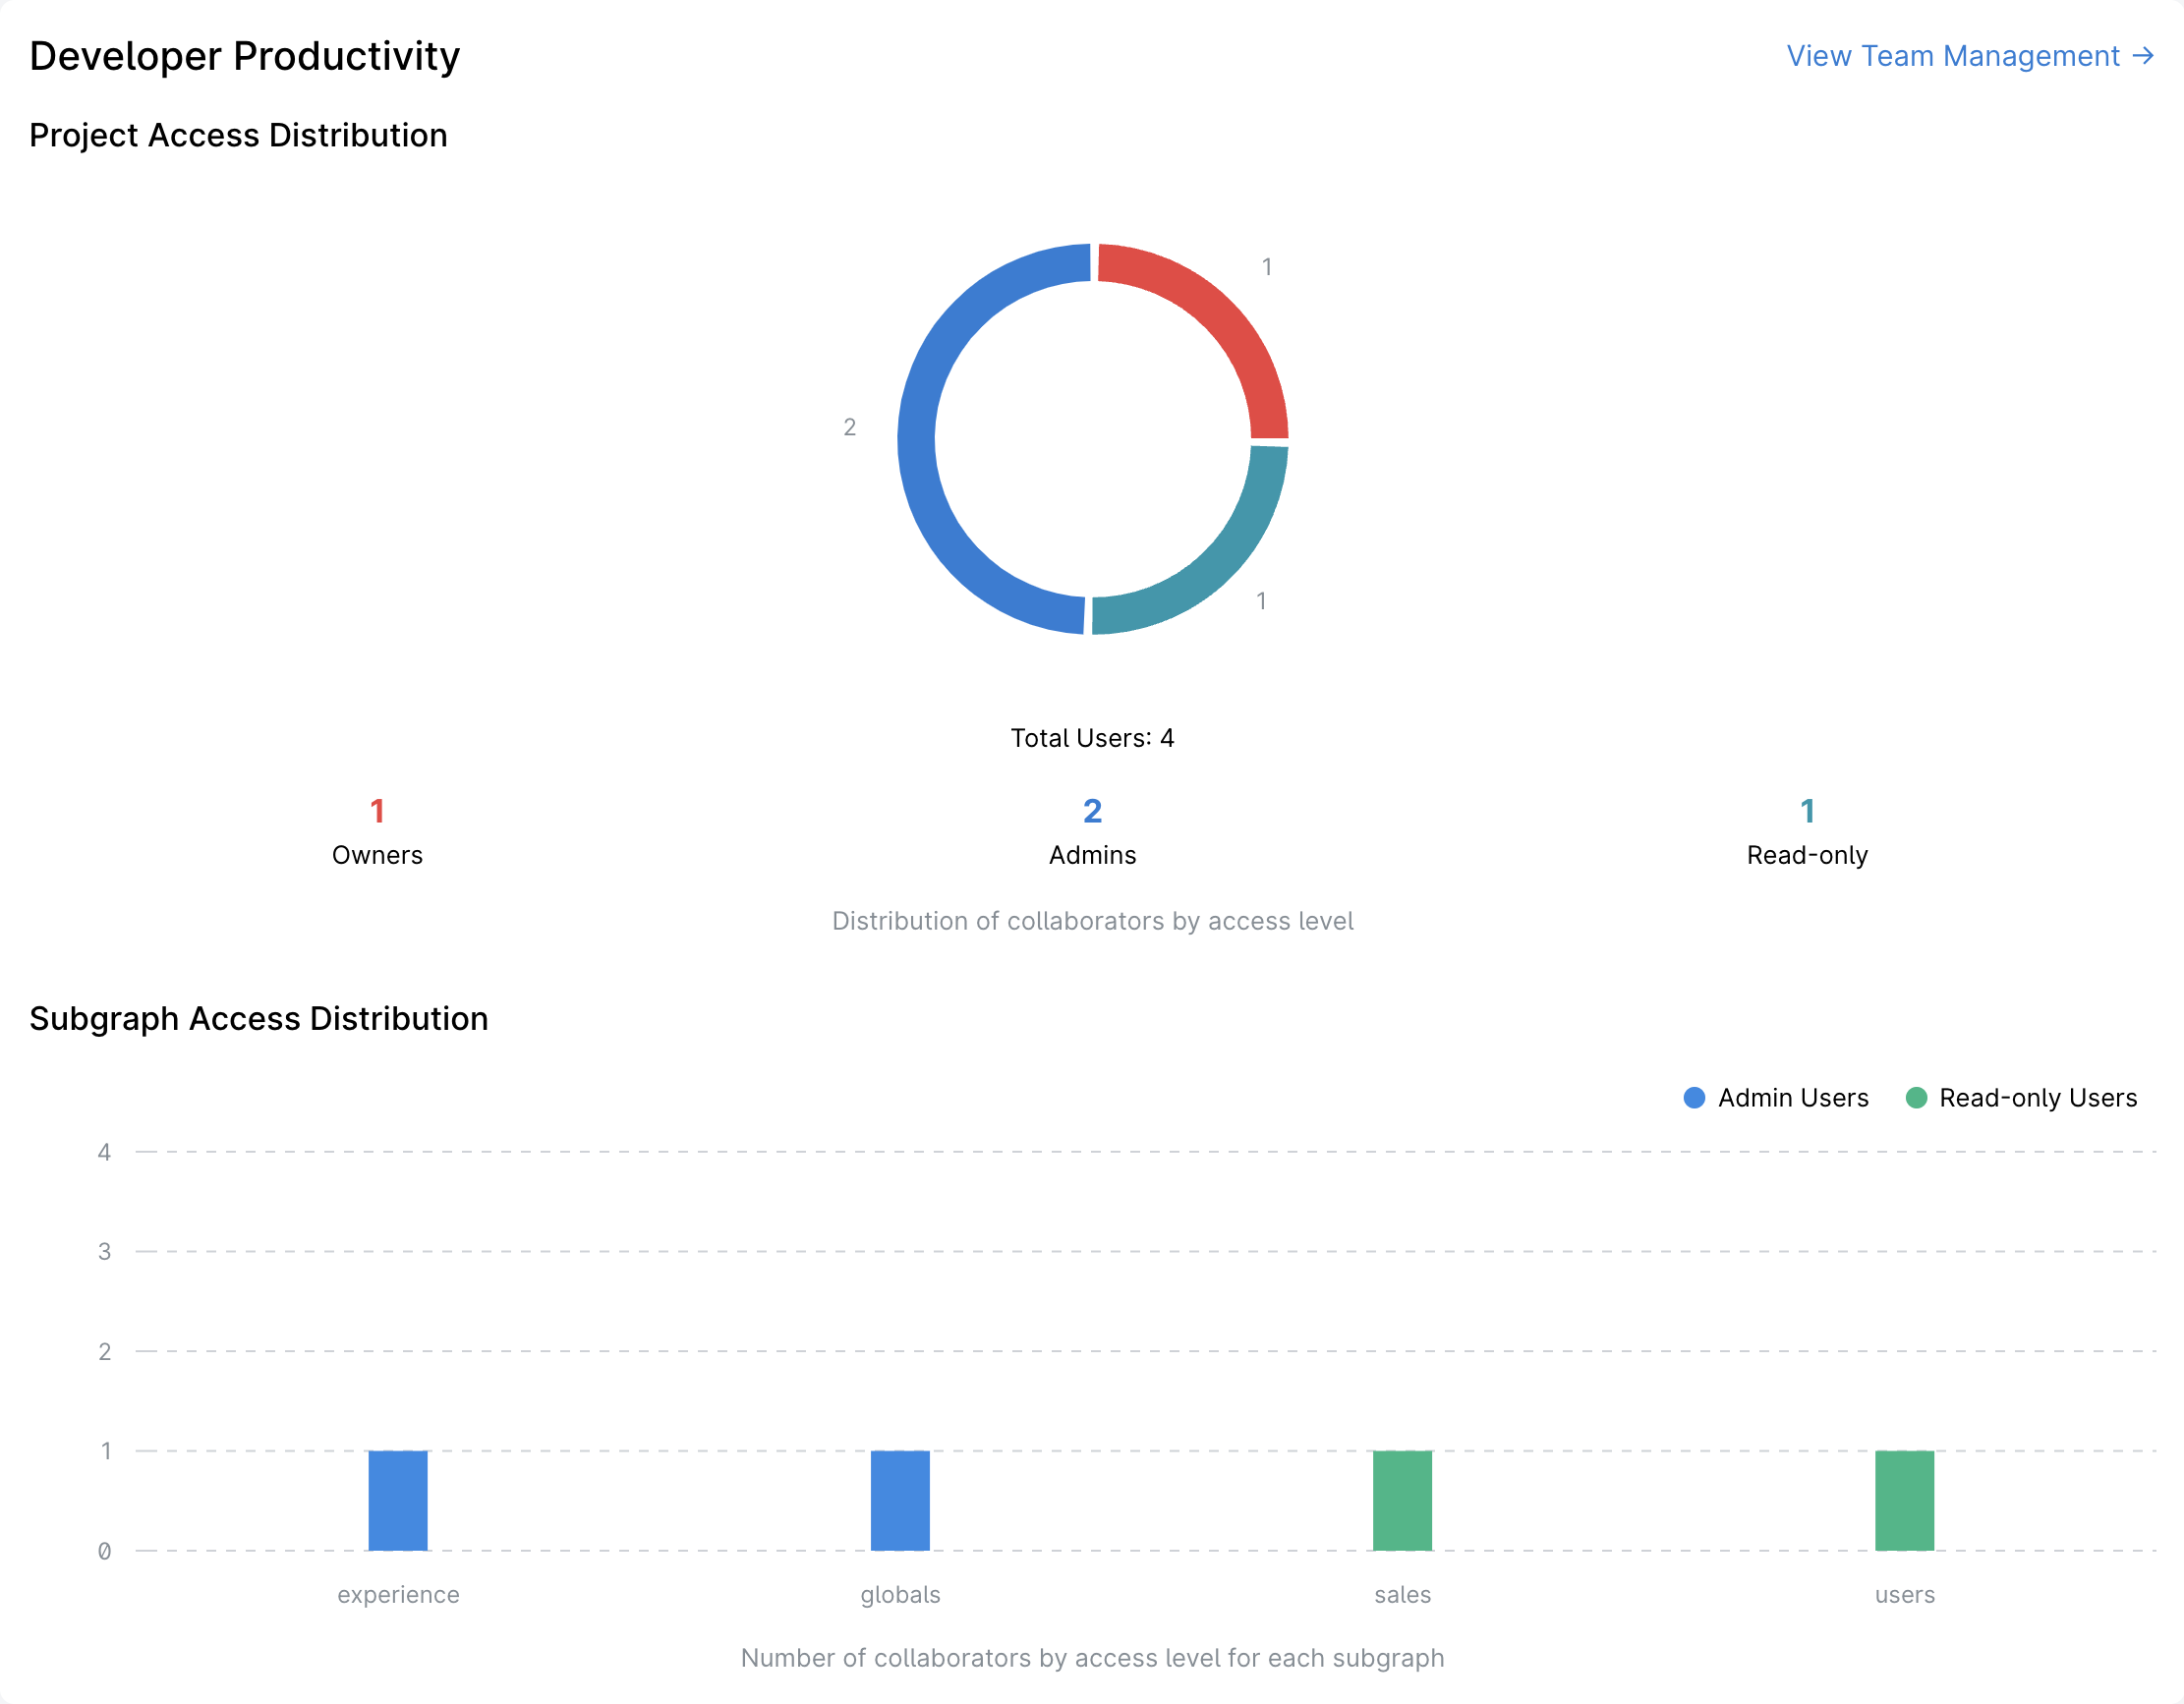 Developer Productivity
View Team Management →
Project Access Distribution
1
2
1
Total Users: 4
1
Owners
2
Admins
1
Read-only
Distribution of collaborators by access level
Subgraph Access Distribution
Admin Users
Read-only Users
4
3
2
1
0
experience
globals
sales
users
Number of collaborators by access level for each subgraph